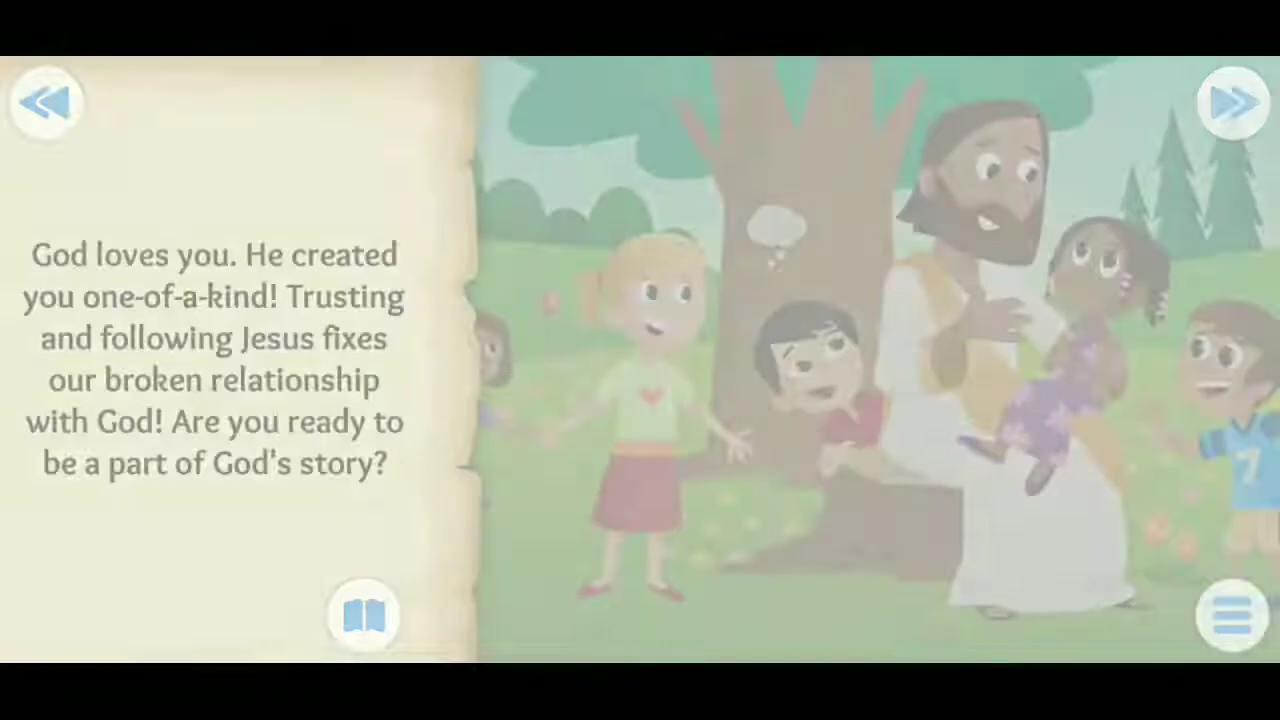 God loves you. He created
you one-of-a-kind! Trusting
and following Jesus fixes
our broken relationship
with God! Are you ready to
be a part of God's story?
7